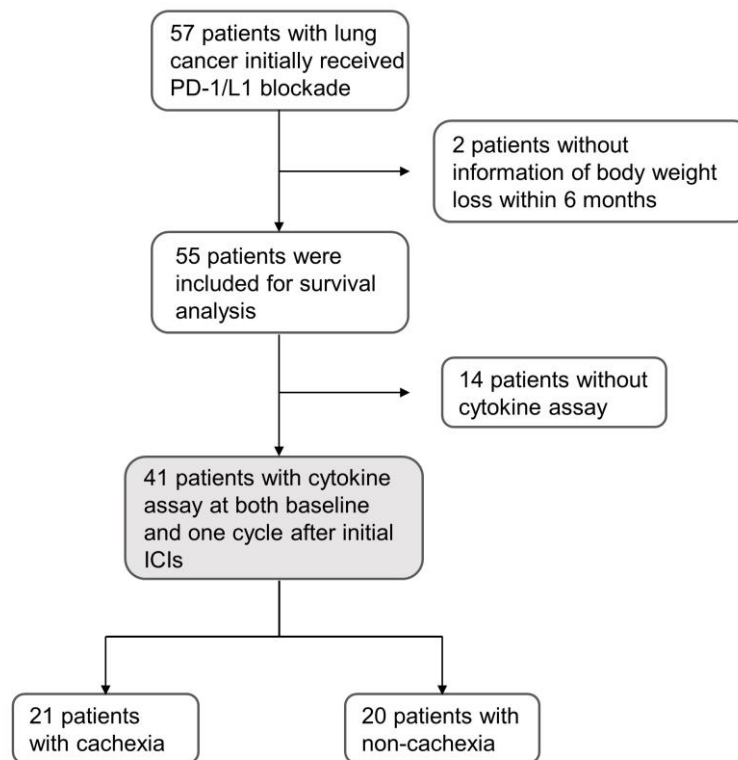 57 patients with lung
cancer initially received
PD-1/L1 blockade
2 patients without
information of body weight
loss within 6 months
55 patients were
included for survival
analysis
14 patients without
cytokine assay
41 patients with cytokine
assay at both baseline
and one cycle after initial
ICIs
21 patients
with cachexia
20 patients with
non-cachexia